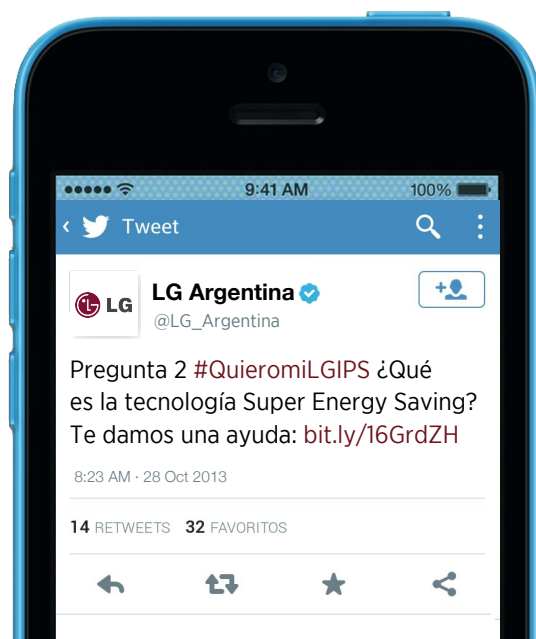 9:41 AM 100%
Tweet
LG
LG Argentina
@LG_Argentina
Pregunta 2 #QuieromiLGIPS ¿Qué
es la tecnología Super Energy Saving?
Te damos una ayuda: bit.ly/16GrdZH
8:23 AM · 28 Oct 2013
14 RETWEETS 32 FAVORITOS